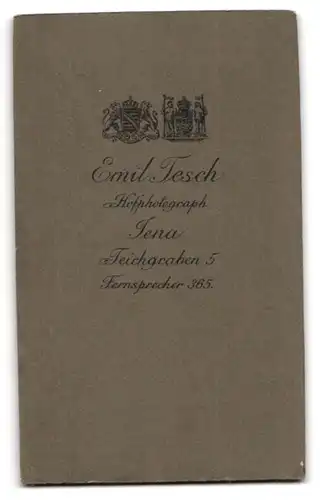 Emil Tesch
Hofphotograph
Jena
Teichgraben 5
Fernsprecher 365.